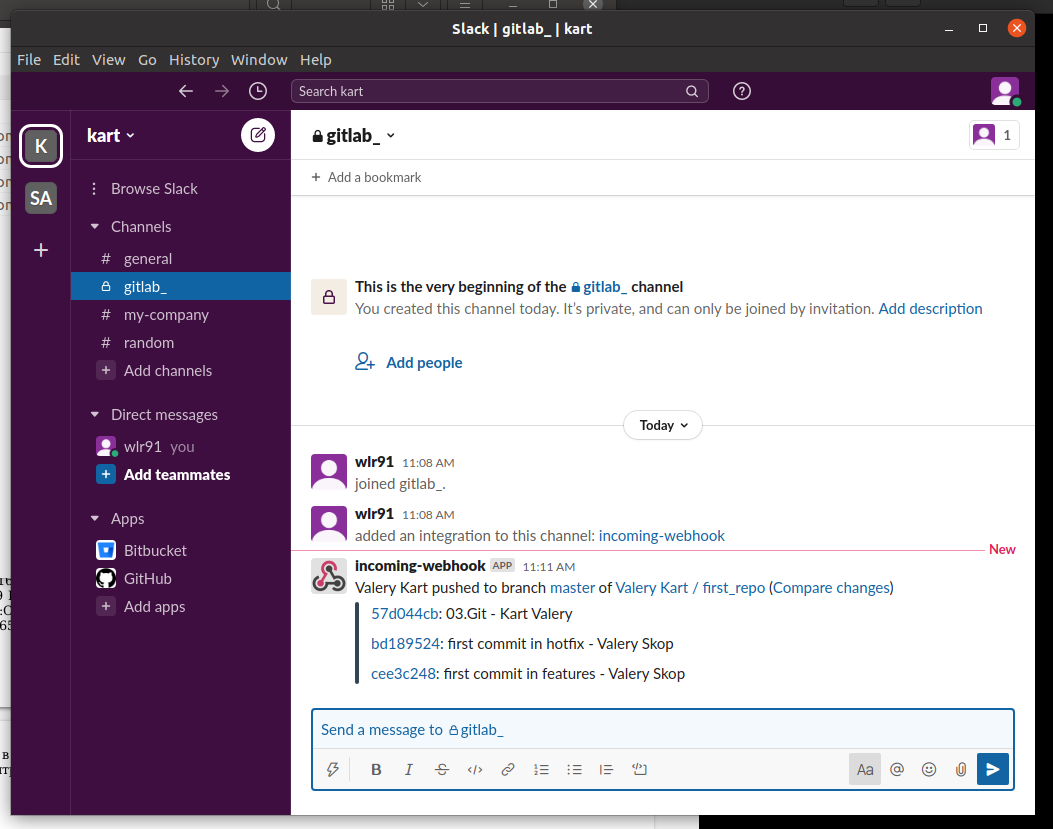 Slack | gitlab_ | kart
File Edit View Go History Window Help
Search kart
K
SA
kart
Browse Slack
Channels
# general
gitlab_
# my-company
# random
+ Add channels
Direct messages
wlr91 you
+ Add teammates
Apps
Bitbucket
GitHub
+ Add apps
gitlab_
1
+ Add a bookmark
This is the very beginning of the gitlab_ channel
You created this channel today. It's private, and can only be joined by invitation. Add description
Add people
Today
wlr91 11:08 AM
joined gitlab_.
wlr91 11:08 AM
added an integration to this channel: incoming-webhook
New
incoming-webhook APP 11:11 AM
Valery Kart pushed to branch master of Valery Kart / first_repo (Compare changes)
57d044cb: 03.Git - Kart Valery
bd189524: first commit in hotfix - Valery Skop
cee3c248: first commit in features - Valery Skop
Send a message to gitlab_
B I S </> Aa @